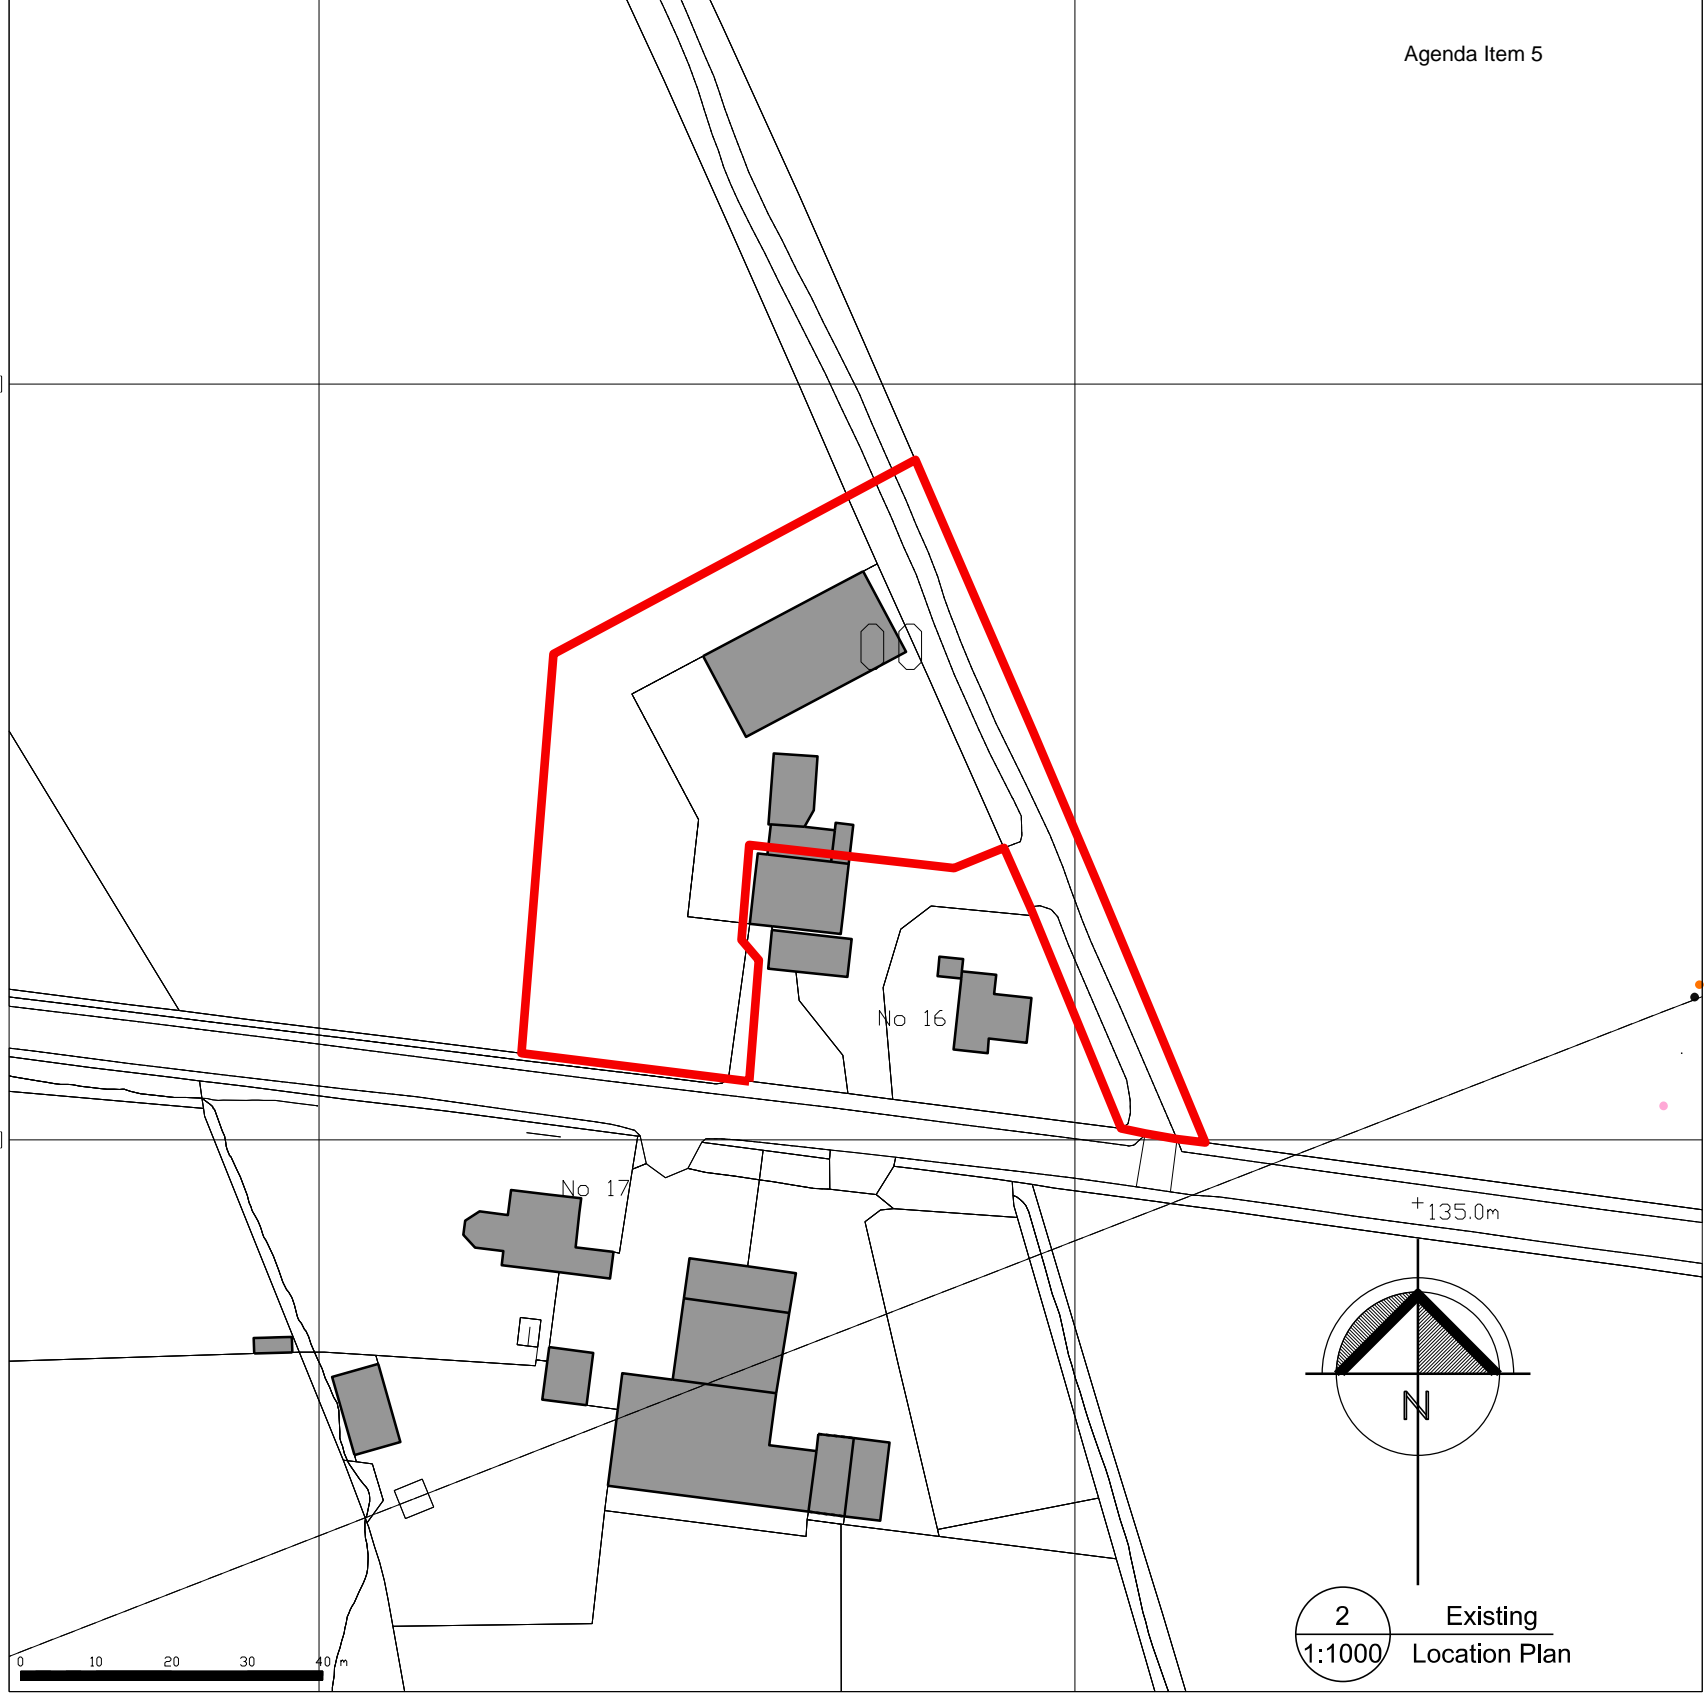 Agenda Item 5
No 16
No 17
135.0m
N
0 10 20 30 40 m
2 Existing
1:1000 Location Plan